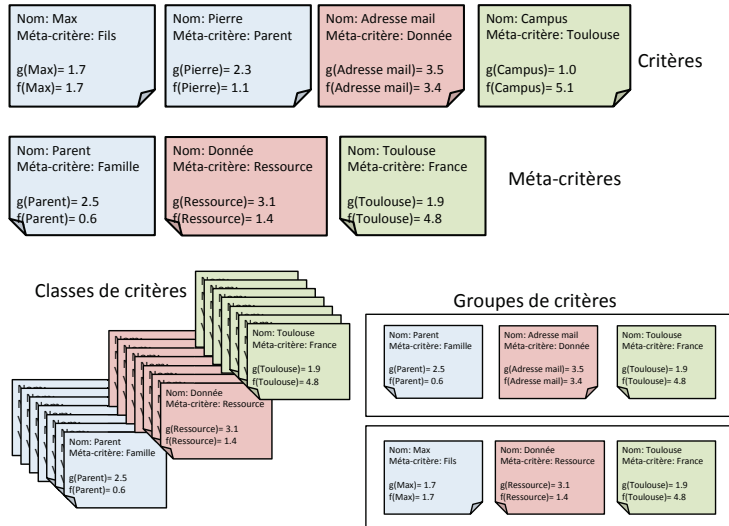 Nom: Max
Méta-critère: Fils
g(Max)= 1.7
f(Max)= 1.7
Nom: Pierre
Méta-critère: Parent
g(Pierre)= 2.3
f(Pierre)= 1.1
Nom: Adresse mail
Méta-critère: Donnée
g(Adresse mail)= 3.5
f(Adresse mail)= 3.4
Nom: Campus
Méta-critère: Toulouse
g(Campus)= 1.0
f(Campus)= 5.1
Critères
Nom: Parent
Méta-critère: Famille
g(Parent)= 2.5
f(Parent)= 0.6
Nom: Donnée
Méta-critère: Ressource
g(Ressource)= 3.1
f(Ressource)= 1.4
Nom: Toulouse
Méta-critère: France
g(Toulouse)= 1.9
f(Toulouse)= 4.8
Méta-critères
Classes de critères
Nom: Toulouse
Méta-critère: France
g(Toulouse)= 1.9
f(Toulouse)= 4.8
Nom: Donnée
Méta-critère: Ressource
g(Ressource)= 3.1
f(Ressource)= 1.4
Nom: Parent
Méta-critère: Famille
g(Parent)= 2.5
f(Parent)= 0.6
Groupes de critères
Nom: Parent
Méta-critère: Famille
g(Parent)= 2.5
f(Parent)= 0.6
Nom: Adresse mail
Méta-critère: Donnée
g(Adresse mail)= 3.5
f(Adresse mail)= 3.4
Nom: Toulouse
Méta-critère: France
g(Toulouse)= 1.9
f(Toulouse)= 4.8
Nom: Max
Méta-critère: Fils
g(Max)= 1.7
f(Max)= 1.7
Nom: Donnée
Méta-critère: Ressource
g(Ressource)= 3.1
f(Ressource)= 1.4
Nom: Toulouse
Méta-critère: France
g(Toulouse)= 1.9
f(Toulouse)= 4.8